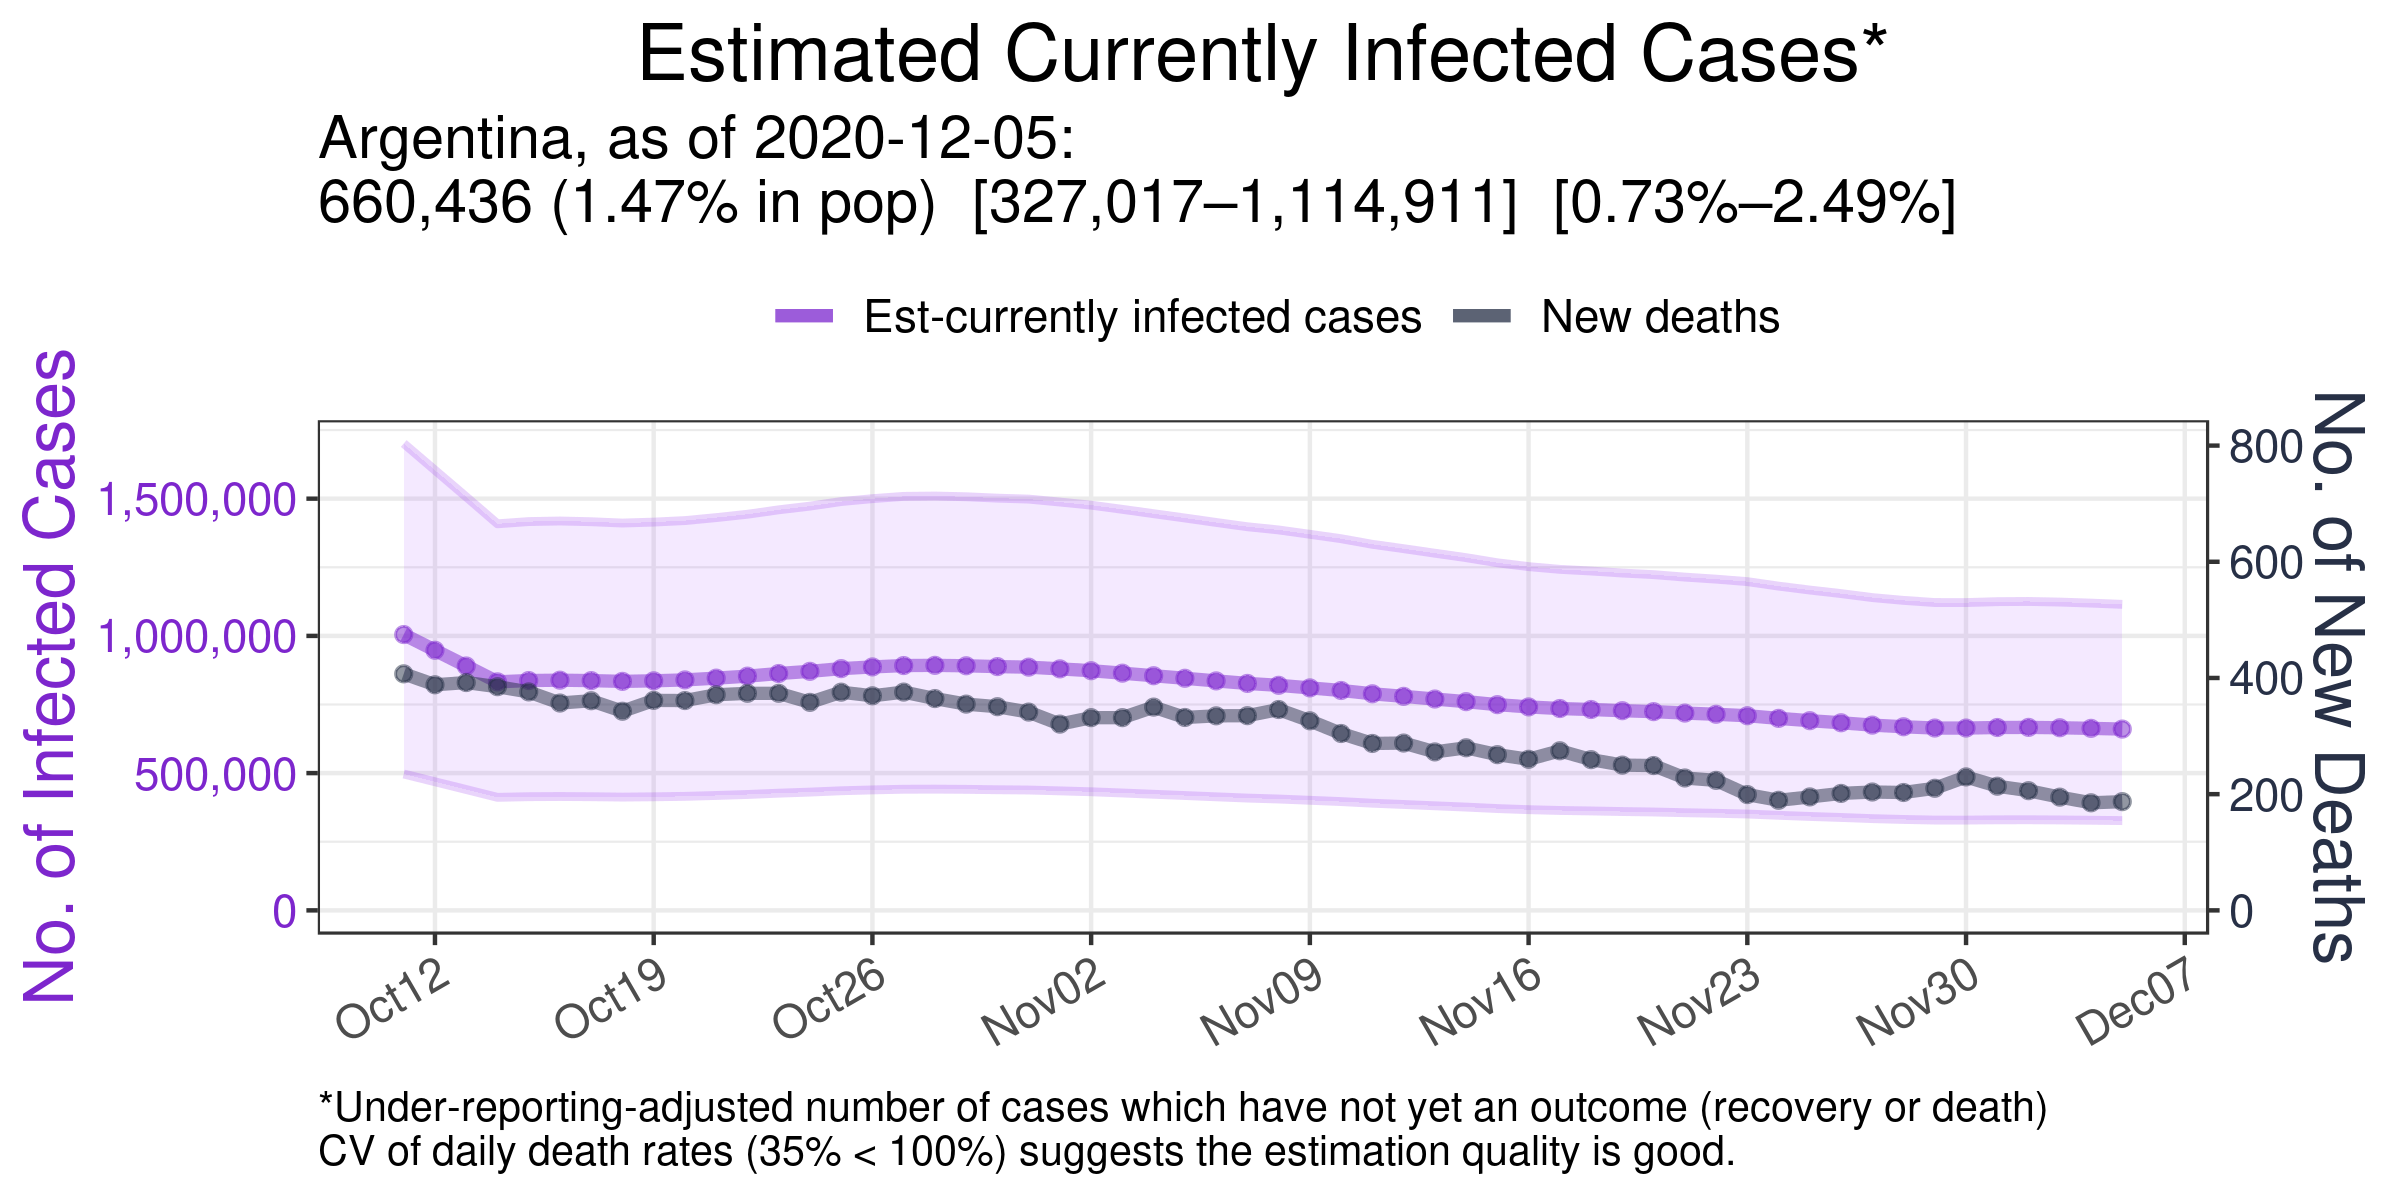 Estimated Currently Infected Cases*
Argentina, as of 2020-12-05:
660,436 (1.47% in pop) [327,017–1,114,911] [0.73%–2.49%]
Est-currently infected cases
New deaths
No. of Infected Cases
1,500,000
1,000,000
500,000
0
800
600
400
200
0
No. of New Deaths
Oct12
Oct19
Oct26
Nov02
Nov09
Nov16
Nov23
Nov30
Dec07
*Under-reporting-adjusted number of cases which have not yet an outcome (recovery or death)
CV of daily death rates (35% < 100%) suggests the estimation quality is good.